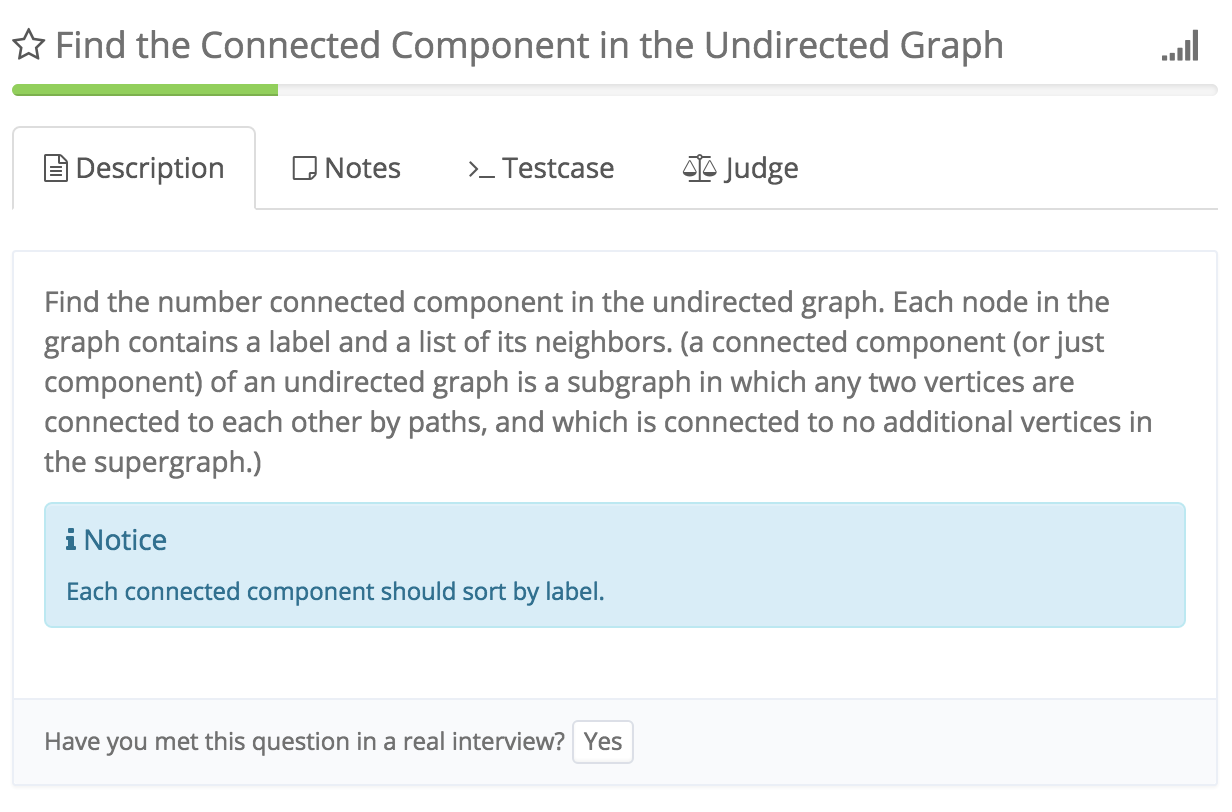 Find the Connected Component in the Undirected Graph
Description Notes Testcase Judge
Find the number connected component in the undirected graph. Each node in the
graph contains a label and a list of its neighbors. (a connected component (or just
component) of an undirected graph is a subgraph in which any two vertices are
connected to each other by paths, and which is connected to no additional vertices in
the supergraph.)
Notice
Each connected component should sort by label.
Have you met this question in a real interview? Yes